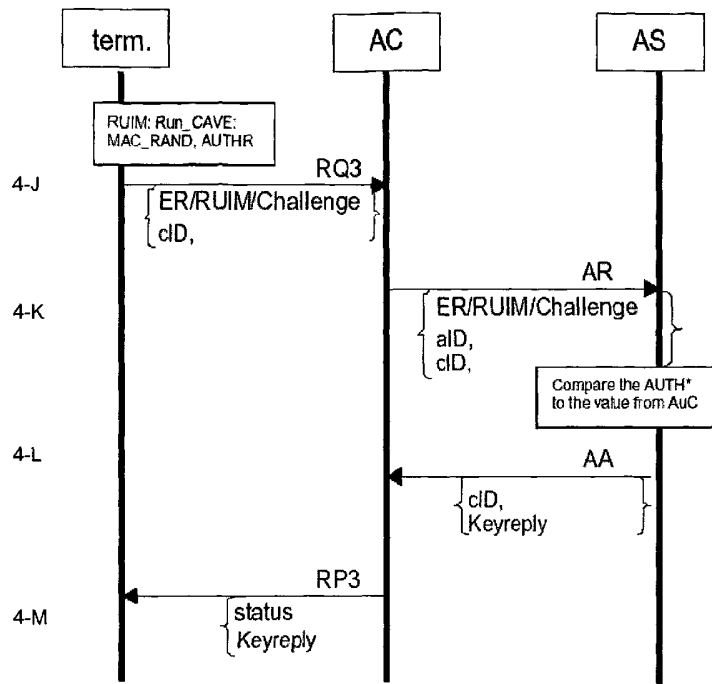 term.
AC
AS
RUIM: Run_CAVE:
MAC_RAND, AUTHR
4-J
RQ3
ER/RUIM/Challenge
cID,
4-K
AR
ER/RUIM/Challenge
aID,
cID,
Compare the AUTH*
to the value from AuC
4-L
AA
cID,
Keyreply
4-M
RP3
status
Keyreply